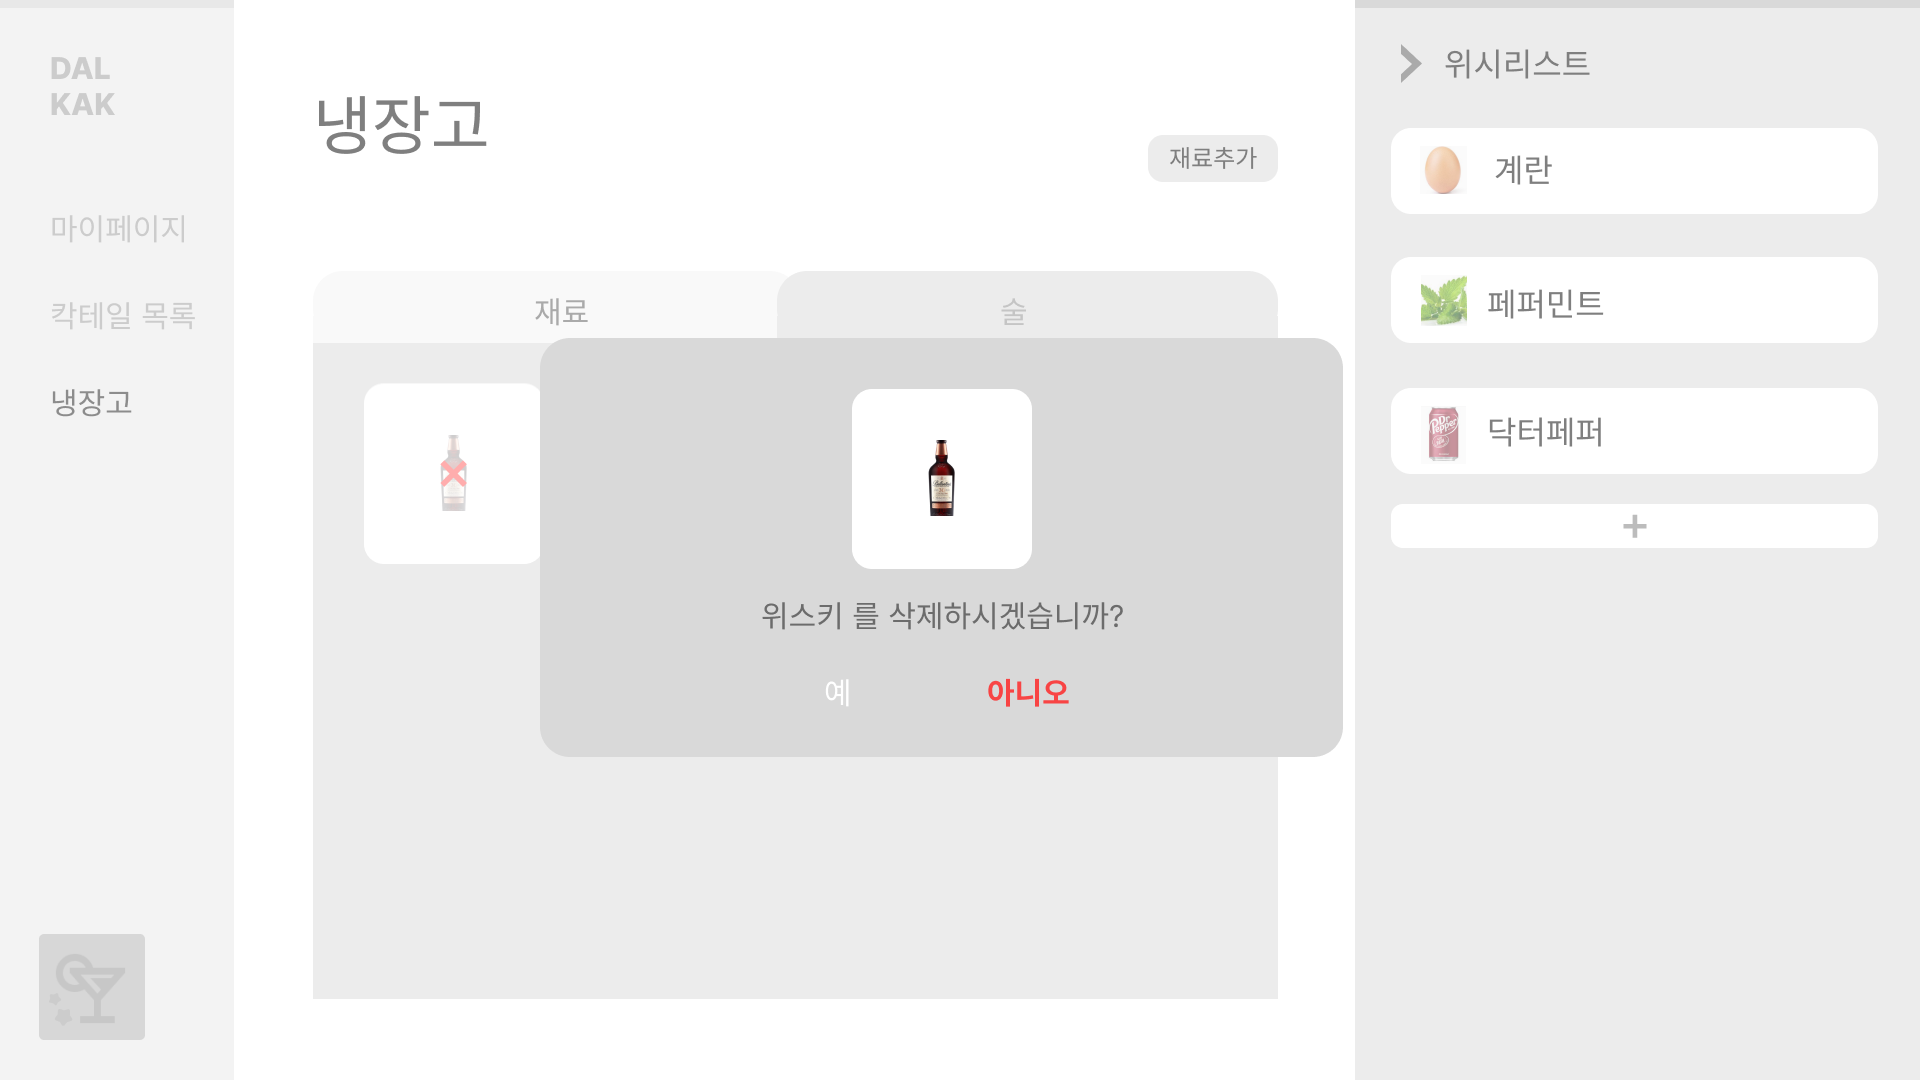 DAL
KAK
마이페이지
칵테일 목록
냉장고
냉장고
재료추가
재료
술
위스키 를 삭제하시겠습니까?
예
아니오
위시리스트
계란
페퍼민트
Dr
Pepper
닥터페퍼
+